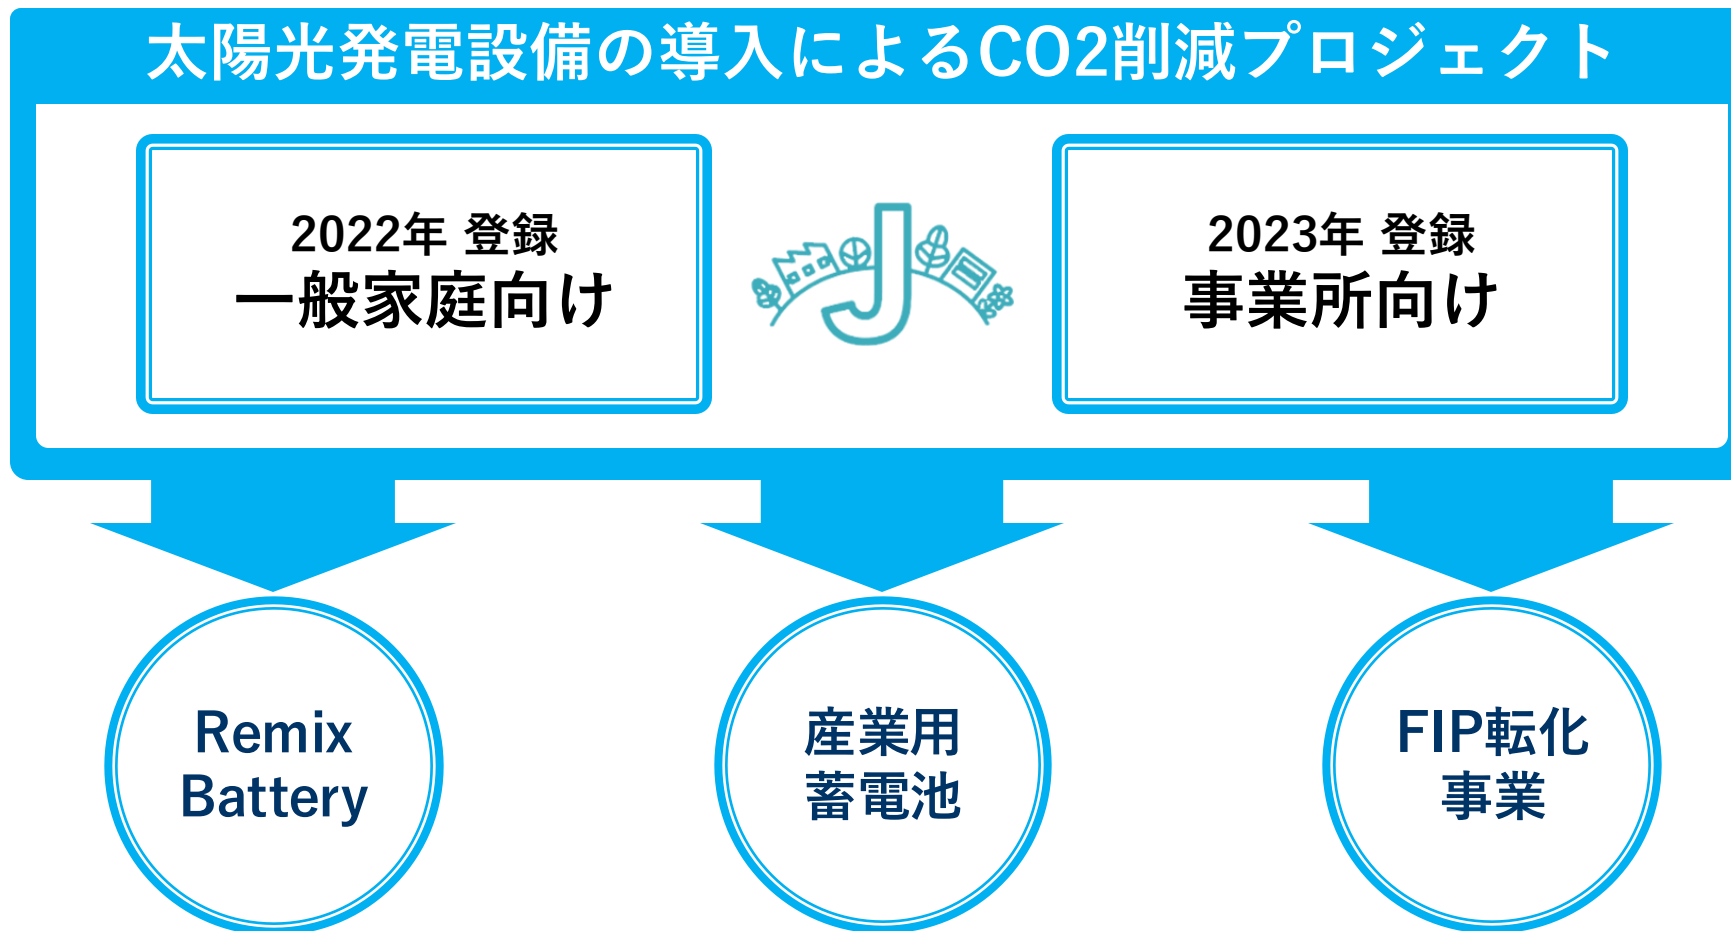 太陽光発電設備の導入によるCO2削減プロジェクト
2022年 登録
一般家庭向け
J
2023年 登録
事業所向け
Remix
Battery
産業用
蓄電池
FIP転化
事業